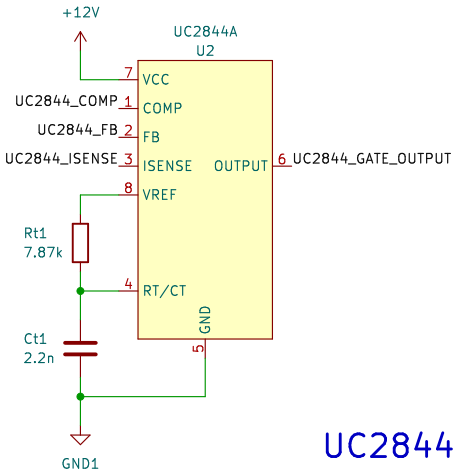 +12V
UC2844A
U2
7 VCC
UC2844_COMP 1 COMP
UC2844_FB 2 FB
UC2844_ISENSE 3 ISENSE
OUTPUT 6 UC2844_GATE_OUTPUT
8 VREF
Rt1
7.87k
4 RT/CT
GND
5
Ct1
2.2n
UC2844
GND1